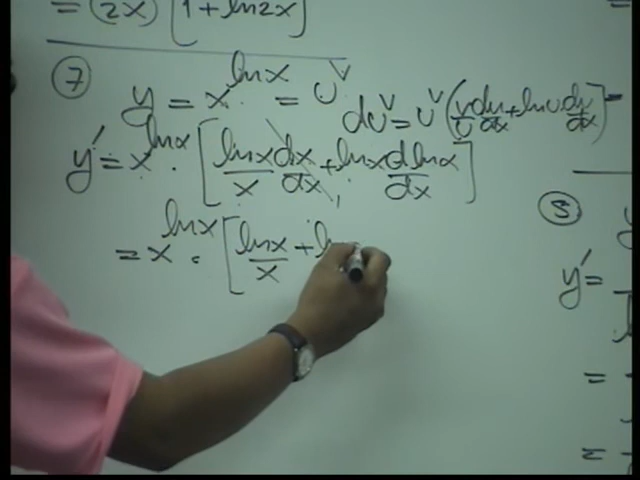 = (2x) [1 + ln2x]
7 y = x^lnx = u^v
du^v = u^v (v/u du/dx + lnu dv/dx)
y' = x^lnx · [lnx/x dx/dx + lnx dlnx/dx]
= x^lnx · [lnx/x + l
5
y' =
=
=